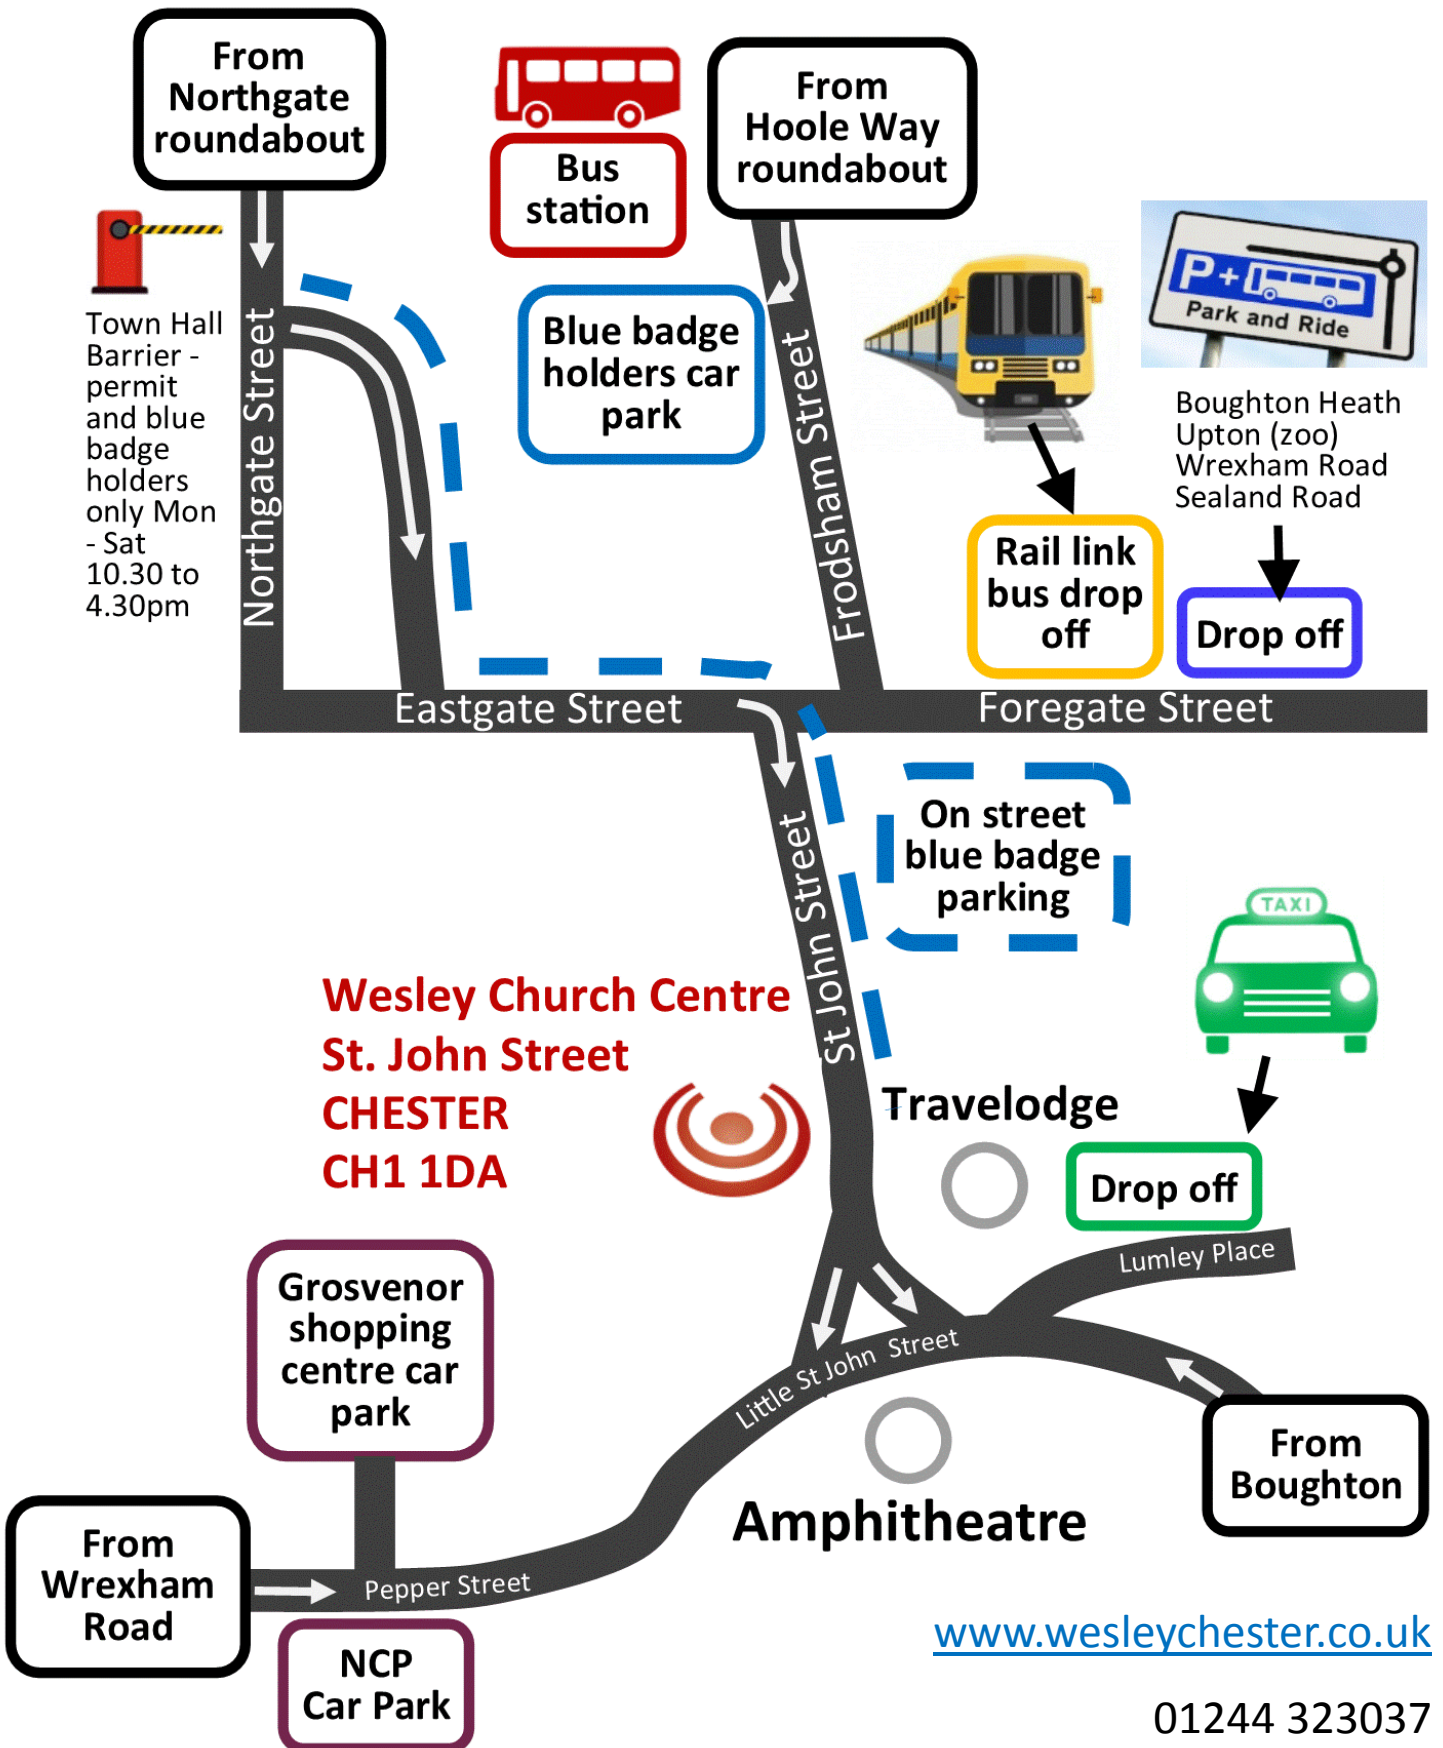 From
Northgate
roundabout
Bus
station
From
Hoole Way
roundabout
P+
Park and Ride
Town Hall
Barrier -
permit
and blue
badge
holders
only Mon
- Sat
10.30 to
4.30pm
Northgate Street
Blue badge
holders car
park
Frodsham Street
Boughton Heath
Upton (zoo)
Wrexham Road
Sealand Road
Rail link
bus drop
off
Drop off
Eastgate Street
Foregate Street
St John Street
On street
blue badge
parking
TAXI
Wesley Church Centre
St. John Street
CHESTER
CH1 1DA
Travelodge
Drop off
Lumley Place
Grosvenor
shopping
centre car
park
Little St John Street
From
Boughton
Amphitheatre
From
Wrexham
Road
Pepper Street
NCP
Car Park
www.wesleychester.co.uk
01244 323037